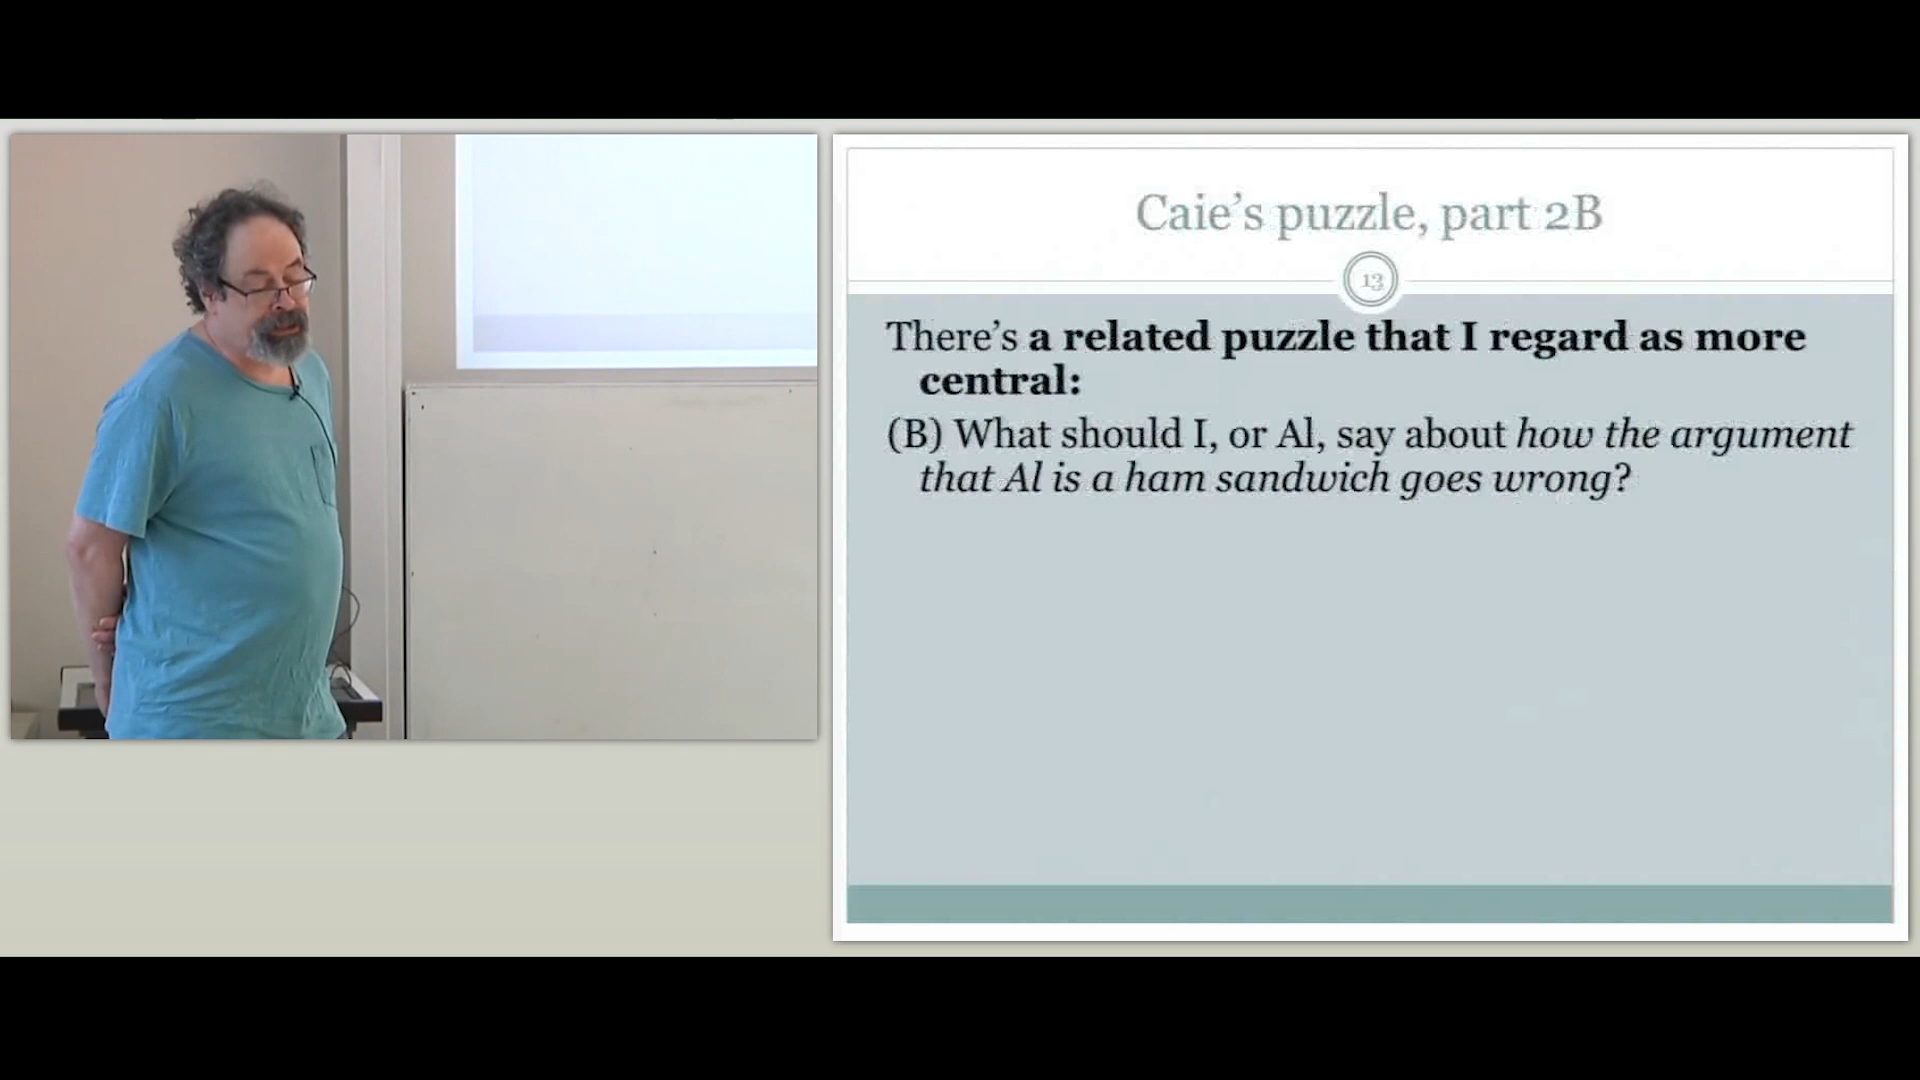 Caie's puzzle, part 2B
13
There's a related puzzle that I regard as more
central:
(B) What should I, or Al, say about how the argument
that Al is a ham sandwich goes wrong?